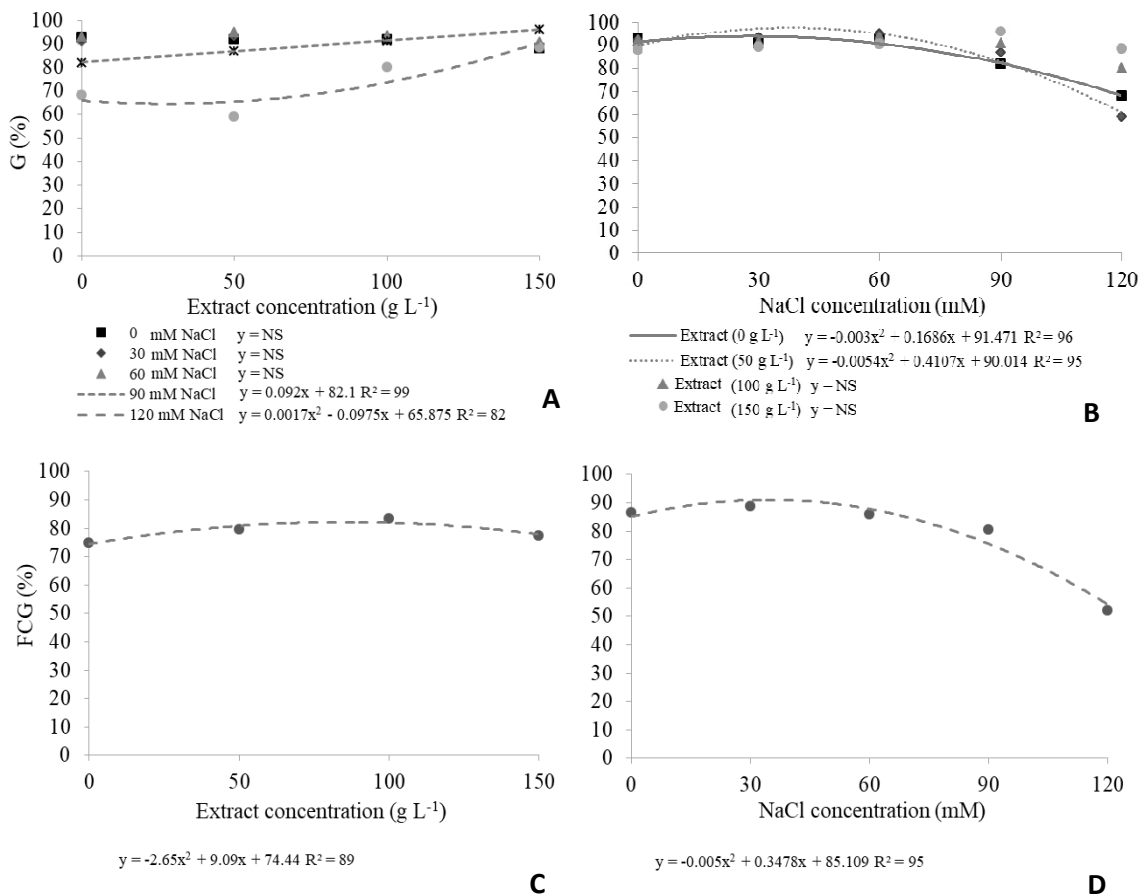 100
90
80
70
60
50
40
30
20
10
0
G (%)
0 50 100 150
Extract concentration (g L-1)
0 mM NaCl y = NS
30 mM NaCl y = NS
60 mM NaCl y = NS
90 mM NaCl y = 0.092x + 82.1 R² = 99
120 mM NaCl y = 0.0017x² - 0.0975x + 65.875 R² = 82
A
100
90
80
70
60
50
40
30
20
10
0
0 30 60 90 120
NaCl concentration (mM)
Extract (0 g L-1) y = -0.003x² + 0.1686x + 91.471 R² = 96
Extract (50 g L-1) y = -0.0054x² + 0.4107x + 90.014 R² = 95
Extract (100 g L-1) y = NS
Extract (150 g L-1) y = NS
B
100
90
80
70
60
50
40
30
20
10
0
FCG (%)
0 50 100 150
Extract concentration (g L-1)
y = -2.65x² + 9.09x + 74.44 R² = 89
C
100
90
80
70
60
50
40
30
20
10
0
0 30 60 90 120
NaCl concentration (mM)
y = -0.005x² + 0.3478x + 85.109 R² = 95
D